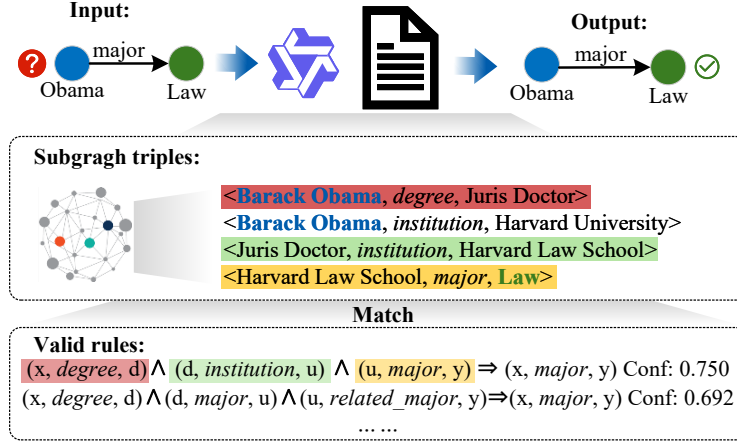 Input:
Output:
? major major
Obama Law Obama Law
Subgragh triples:
<Barack Obama, degree, Juris Doctor>
<Barack Obama, institution, Harvard University>
<Juris Doctor, institution, Harvard Law School>
<Harvard Law School, major, Law>
Match
Valid rules:
(x, degree, d) ∧ (d, institution, u) ∧ (u, major, y) ⇒ (x, major, y) Conf: 0.750
(x, degree, d)∧(d, major, u)∧(u, related_major, y)⇒(x, major, y) Conf: 0.692
... ...